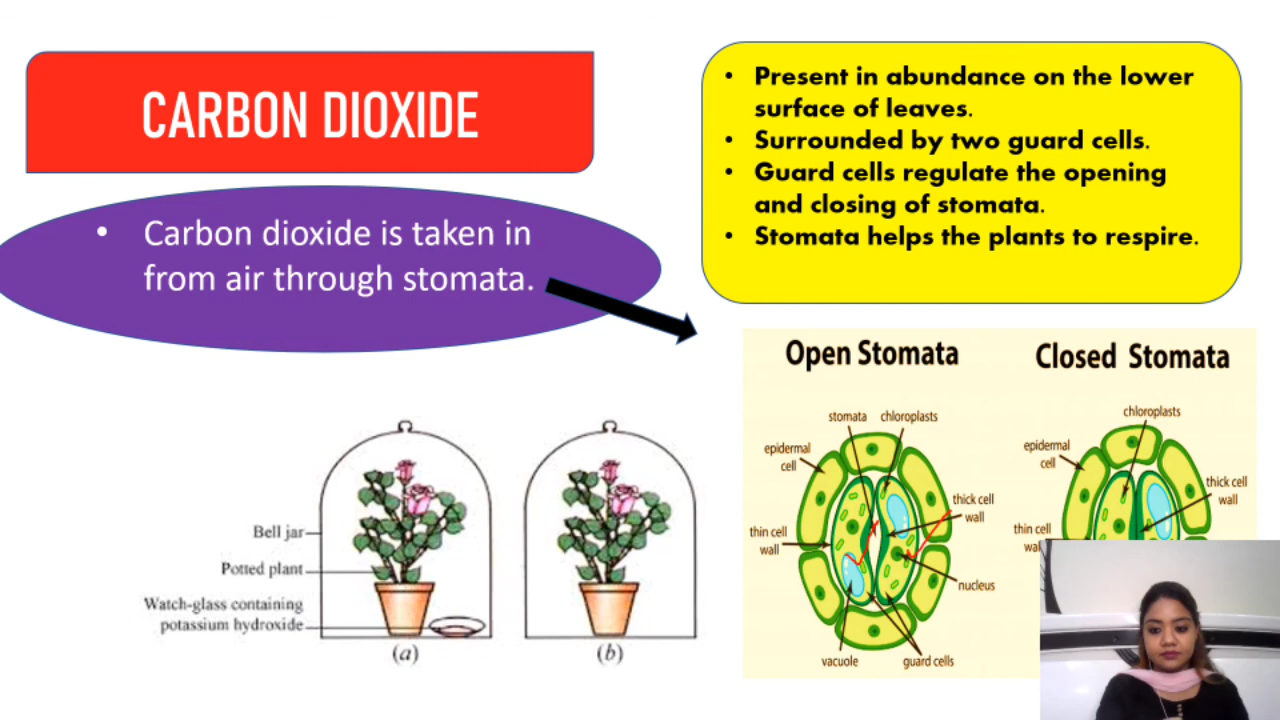 CARBON DIOXIDE
• Carbon dioxide is taken in
from air through stomata.
• Present in abundance on the lower
surface of leaves.
• Surrounded by two guard cells.
• Guard cells regulate the opening
and closing of stomata.
• Stomata helps the plants to respire.
Bell jar
Potted plant
Watch-glass containing
potassium hydroxide
(a)
(b)
Open Stomata
stomata
chloroplasts
epidermal
cell
thick cell
wall
thin cell
wall
nucleus
vacuole
guard cells
Closed Stomata
chloroplasts
epidermal
cell
thick cell
wall
thin cell